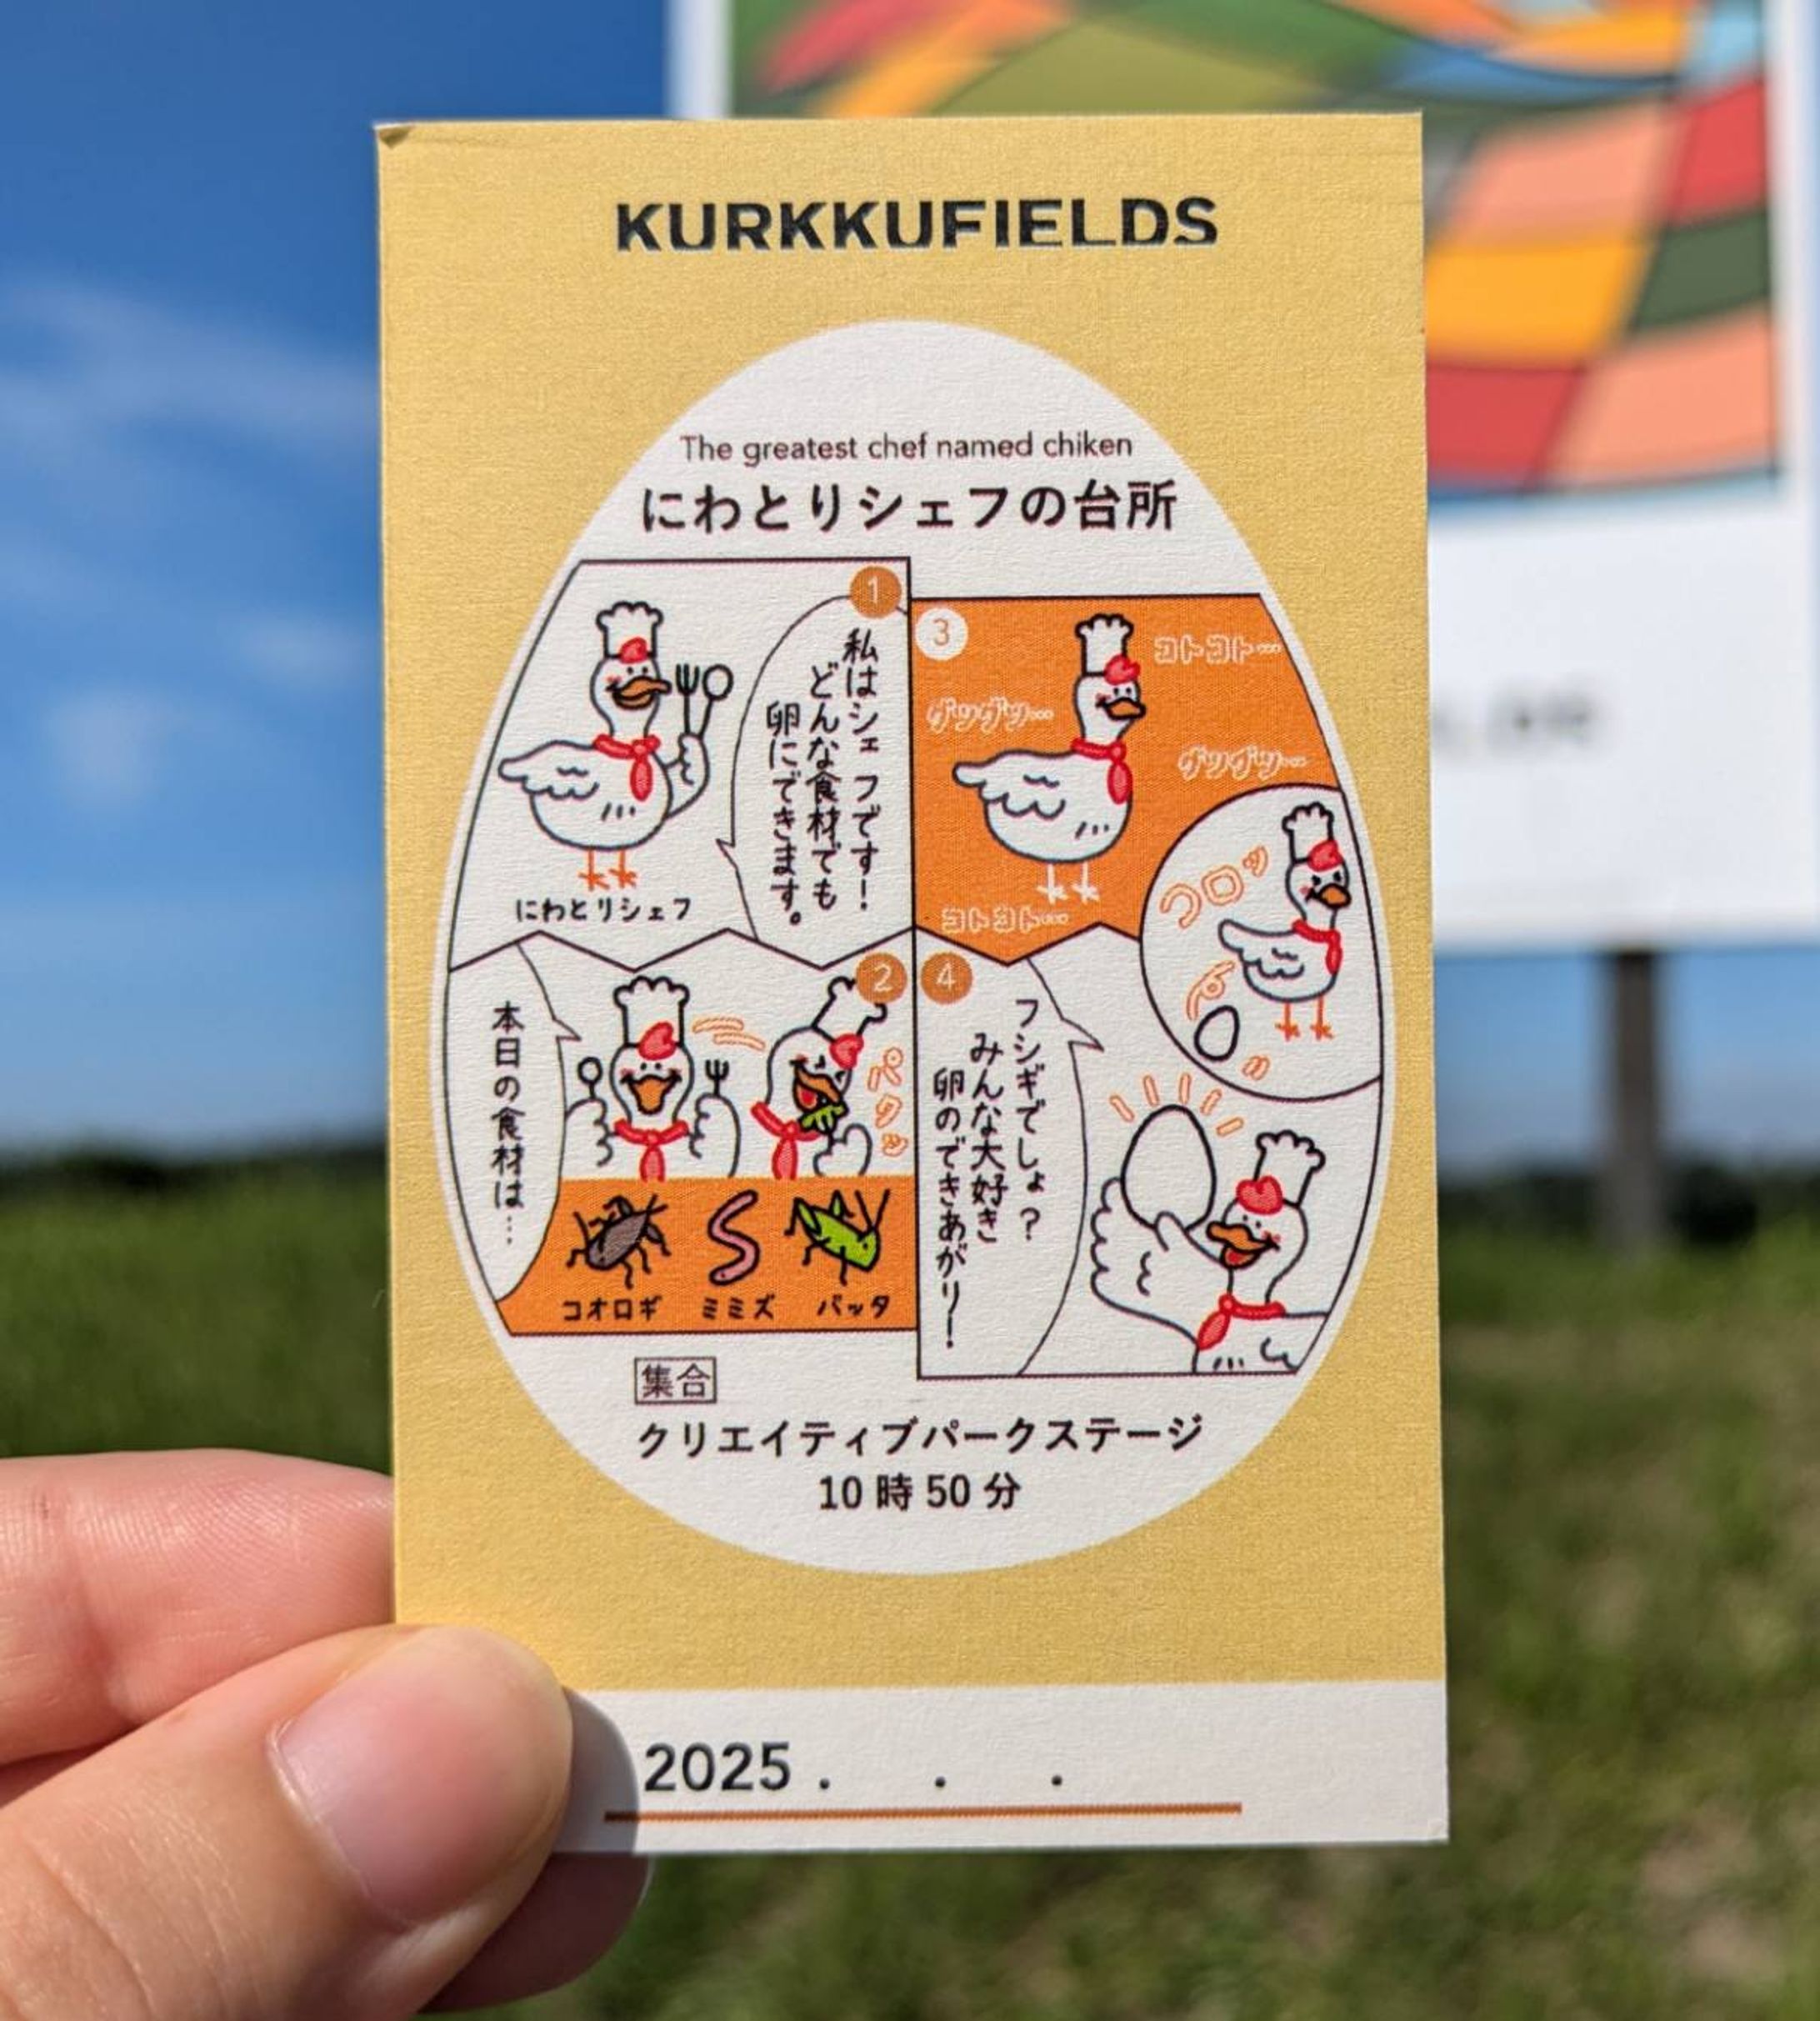 KURKKUFIELDS
The greatest chef named chiken
にわとりシェフの台所
1
私はシェフです！
どんな食材でも
卵にできます。
にわとりシェフ
2
本日の食材は…
パクッ
コオロギ ミミズ バッタ
3
コトコト…
グツグツ…
グツグツ…
コトコト…
コロッ
4
フシギでしょ？
みんな大好き
卵のできあがりー！
集合
クリエイティブパークステージ
10時50分
2025 . . .